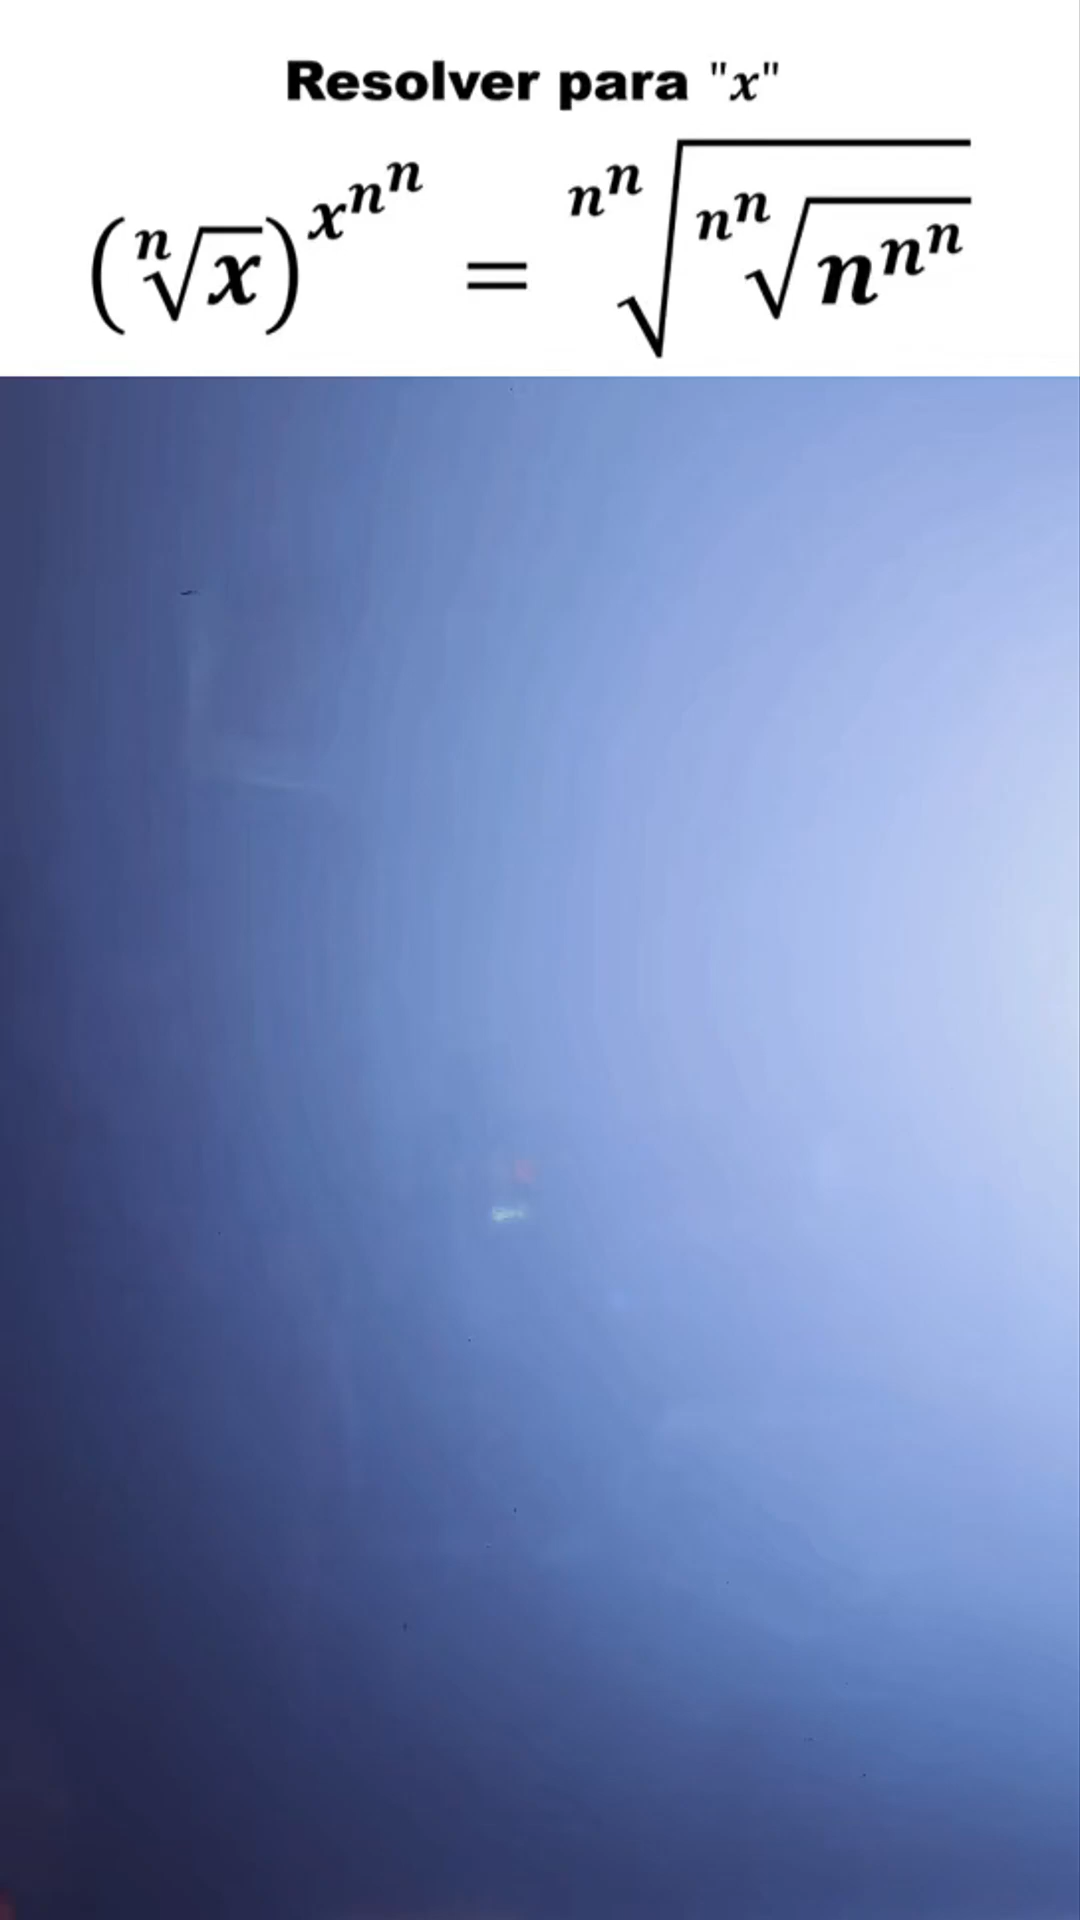 Resolver para "x"
(ⁿ√x)^(x^(n^n)) = ^(n^n)√(^(n^n)√(n^(n^n)))